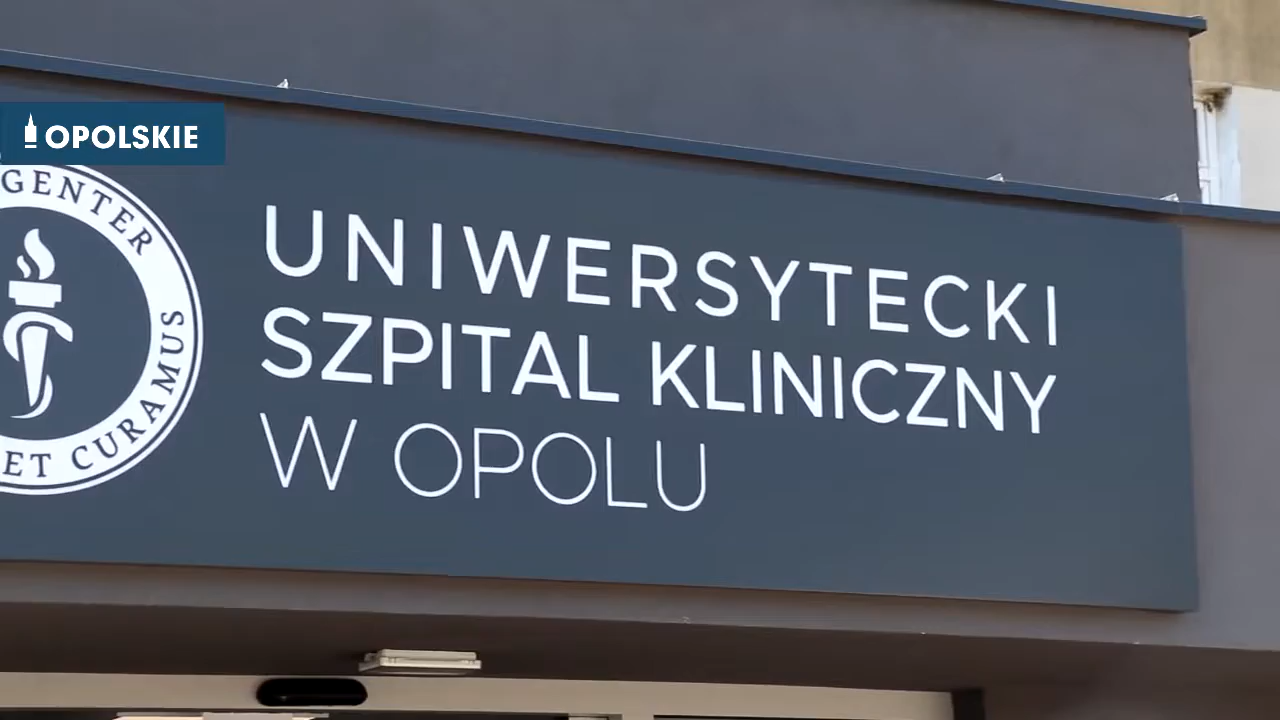 OPOLSKIE
GENTER
ET CURAMUS
UNIWERSYTECKI
SZPITAL KLINICZNY
W OPOLU